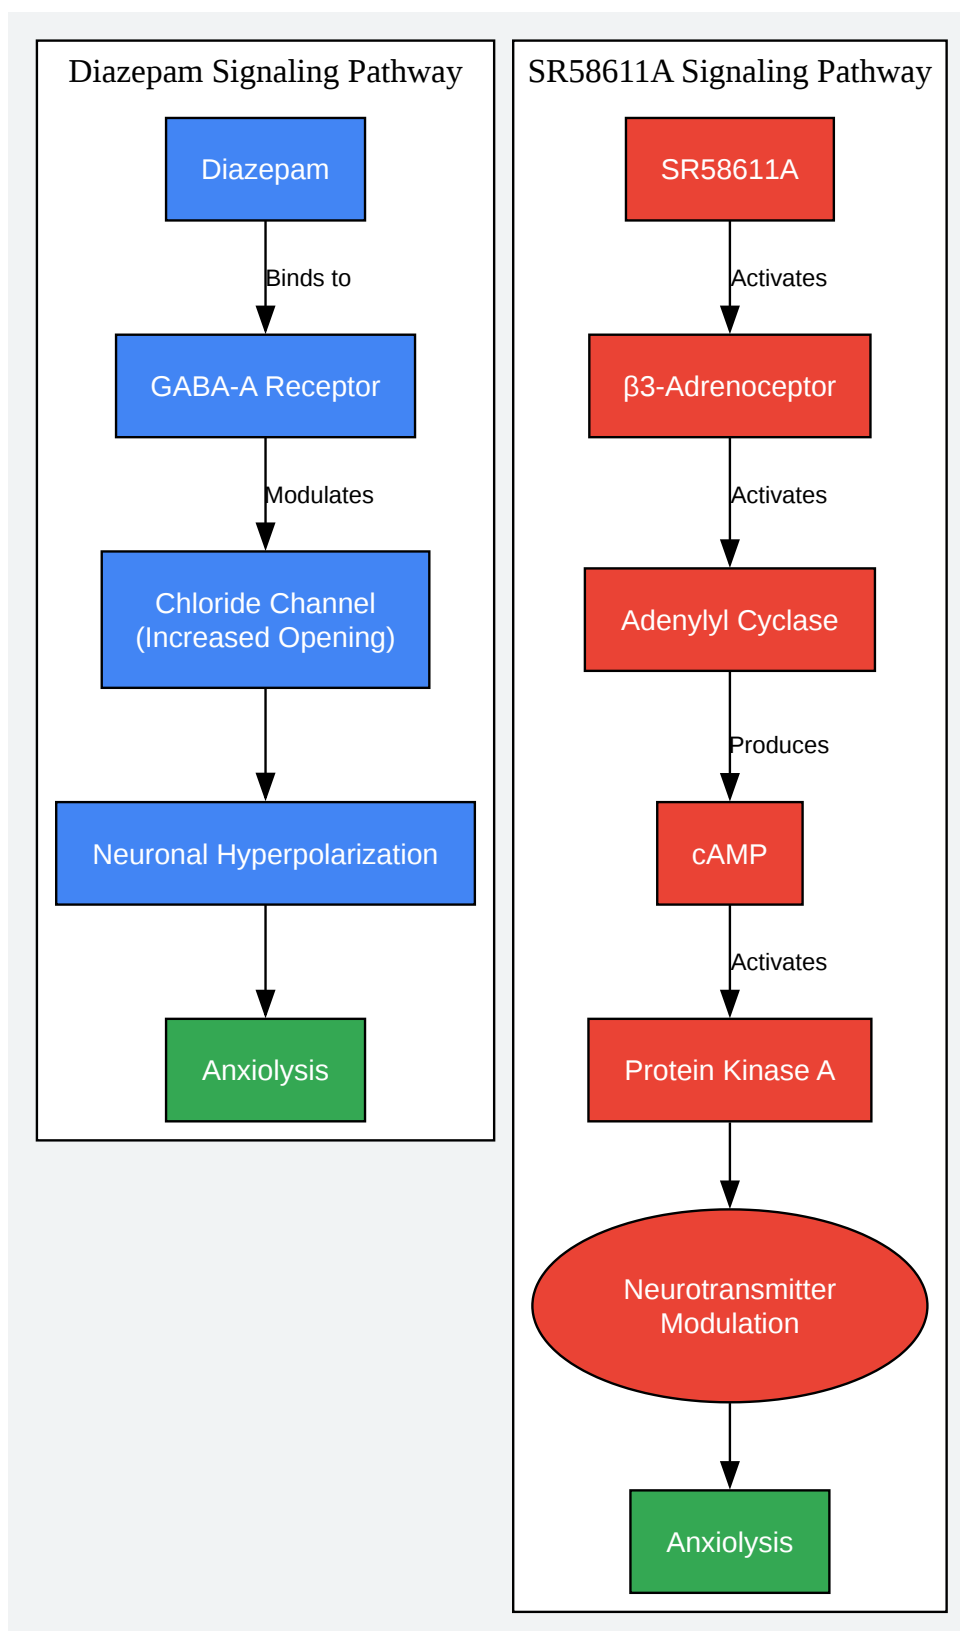 Diazepam Signaling Pathway
Diazepam
Binds to
GABA-A Receptor
Modulates
Chloride Channel
(Increased Opening)
Neuronal Hyperpolarization
Anxiolysis
SR58611A Signaling Pathway
SR58611A
Activates
β3-Adrenoceptor
Activates
Adenylyl Cyclase
Produces
cAMP
Activates
Protein Kinase A
Neurotransmitter
Modulation
Anxiolysis